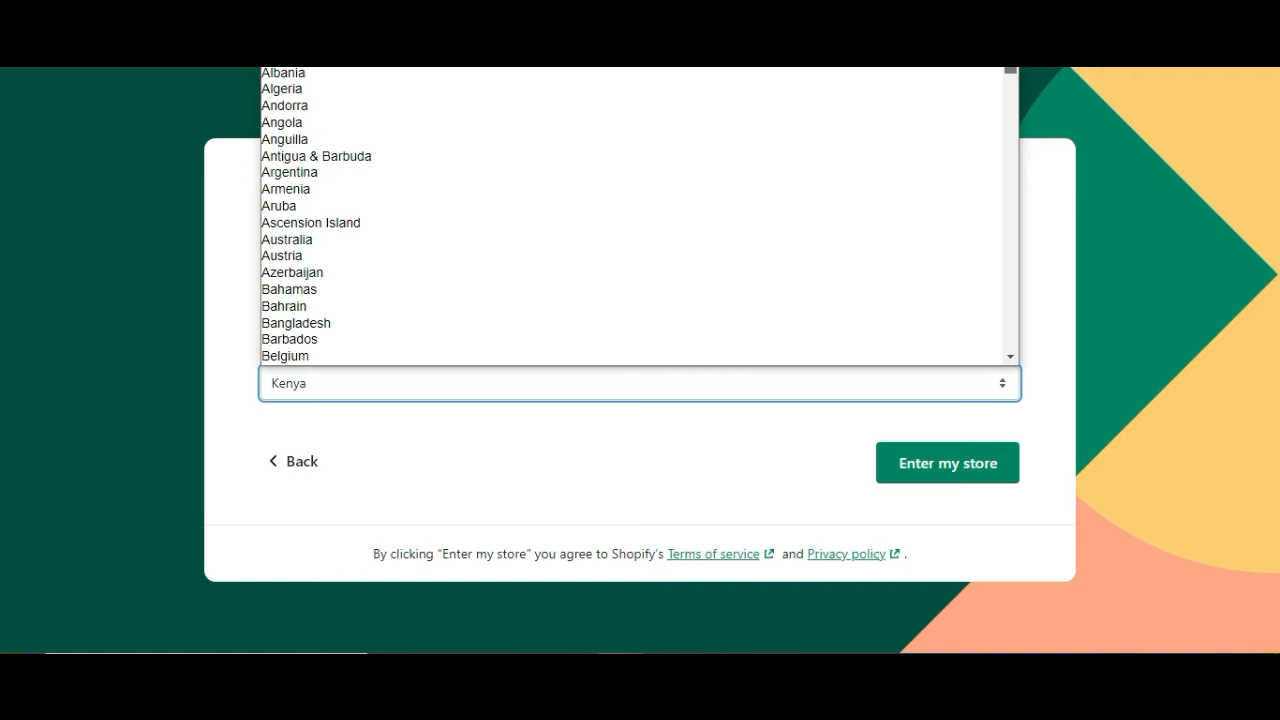 Albania
Algeria
Andorra
Angola
Anguilla
Antigua & Barbuda
Argentina
Armenia
Aruba
Ascension Island
Australia
Austria
Azerbaijan
Bahamas
Bahrain
Bangladesh
Barbados
Belgium
Kenya
Back
Enter my store
By clicking “Enter my store” you agree to Shopify’s Terms of service and Privacy policy .